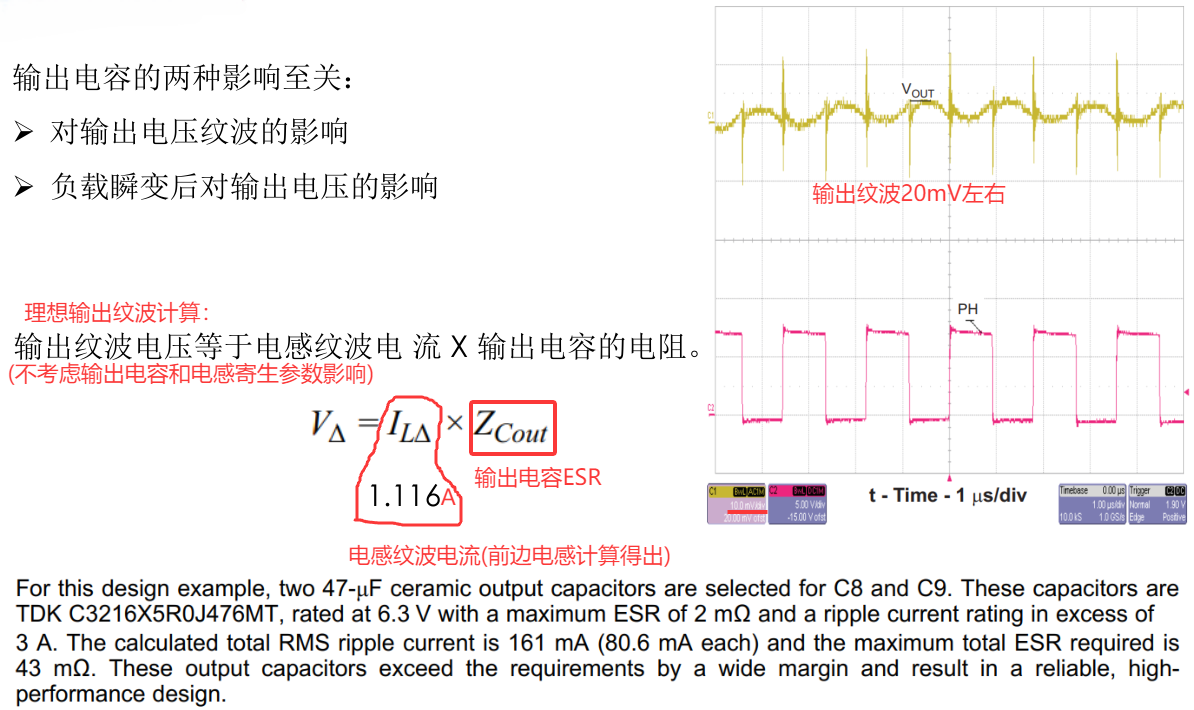 输出电容的两种影响至关：
➢ 对输出电压纹波的影响
➢ 负载瞬变后对输出电压的影响
理想输出纹波计算：
输出纹波电压等于电感纹波电 流 X 输出电容的电阻。
(不考虑输出电容和电感寄生参数影响)
V_Δ = I_{LΔ} × Z_{Cout}
输出电容ESR
1.116A
电感纹波电流(前边电感计算得出)
C1
V_OUT
输出纹波20mV左右
PH
C2
C1 BwL AC1M
10.0 mV/div
20.00 mV ofst
C2 BwL DC1M
5.00 V/div
-15.00 V ofst
t - Time - 1 μs/div
Timebase 0.00 μs
1.00 μs/div
10.0 kS 1.0 GS/s
Trigger C2 DC
Normal 1.90 V
Edge Positive
For this design example, two 47-μF ceramic output capacitors are selected for C8 and C9. These capacitors are
TDK C3216X5R0J476MT, rated at 6.3 V with a maximum ESR of 2 mΩ and a ripple current rating in excess of
3 A. The calculated total RMS ripple current is 161 mA (80.6 mA each) and the maximum total ESR required is
43 mΩ. These output capacitors exceed the requirements by a wide margin and result in a reliable, high-
performance design.